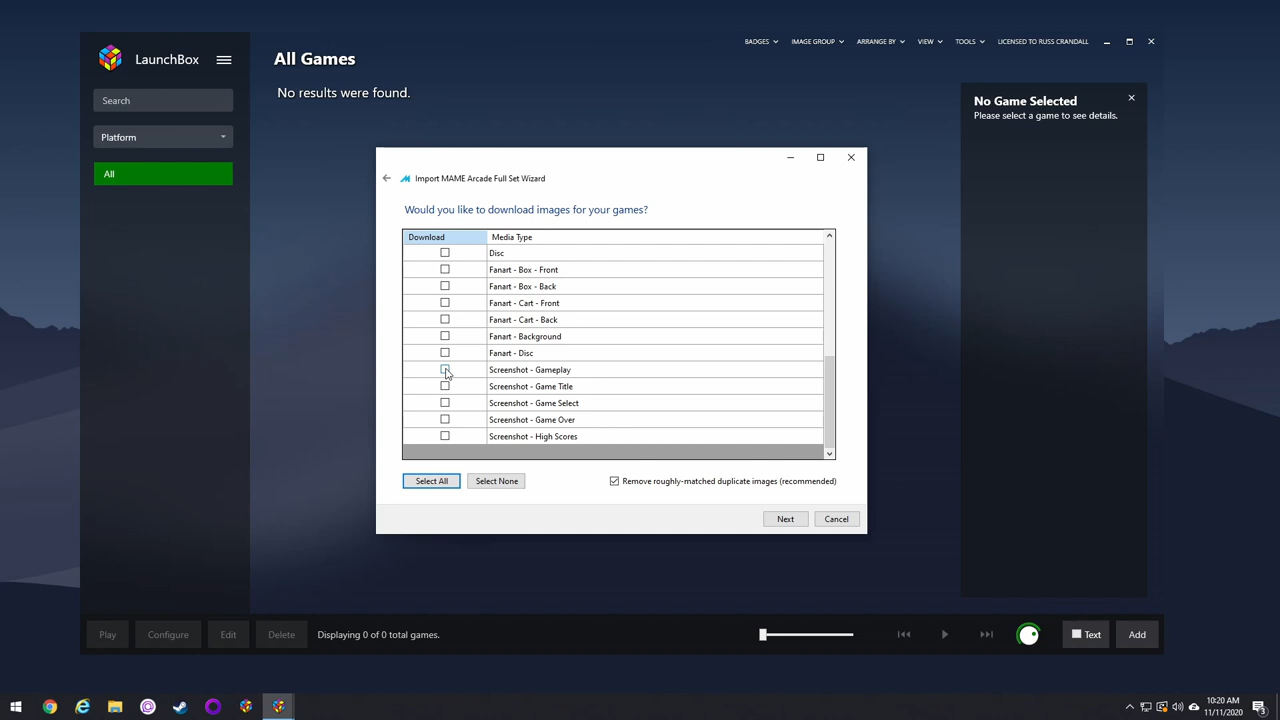 LaunchBox
All Games
BADGES
IMAGE GROUP
ARRANGE BY
VIEW
TOOLS
LICENSED TO RUSS CRANDALL
Search
No results were found.
No Game Selected
Please select a game to see details.
Platform
All
Import MAME Arcade Full Set Wizard
Would you like to download images for your games?
Download Media Type
Disc
Fanart - Box - Front
Fanart - Box - Back
Fanart - Cart - Front
Fanart - Cart - Back
Fanart - Background
Fanart - Disc
Screenshot - Gameplay
Screenshot - Game Title
Screenshot - Game Select
Screenshot - Game Over
Screenshot - High Scores
Select All
Select None
Remove roughly-matched duplicate images (recommended)
Next
Cancel
Play
Configure
Edit
Delete
Displaying 0 of 0 total games.
Text
Add
10:20 AM
11/11/2020
3